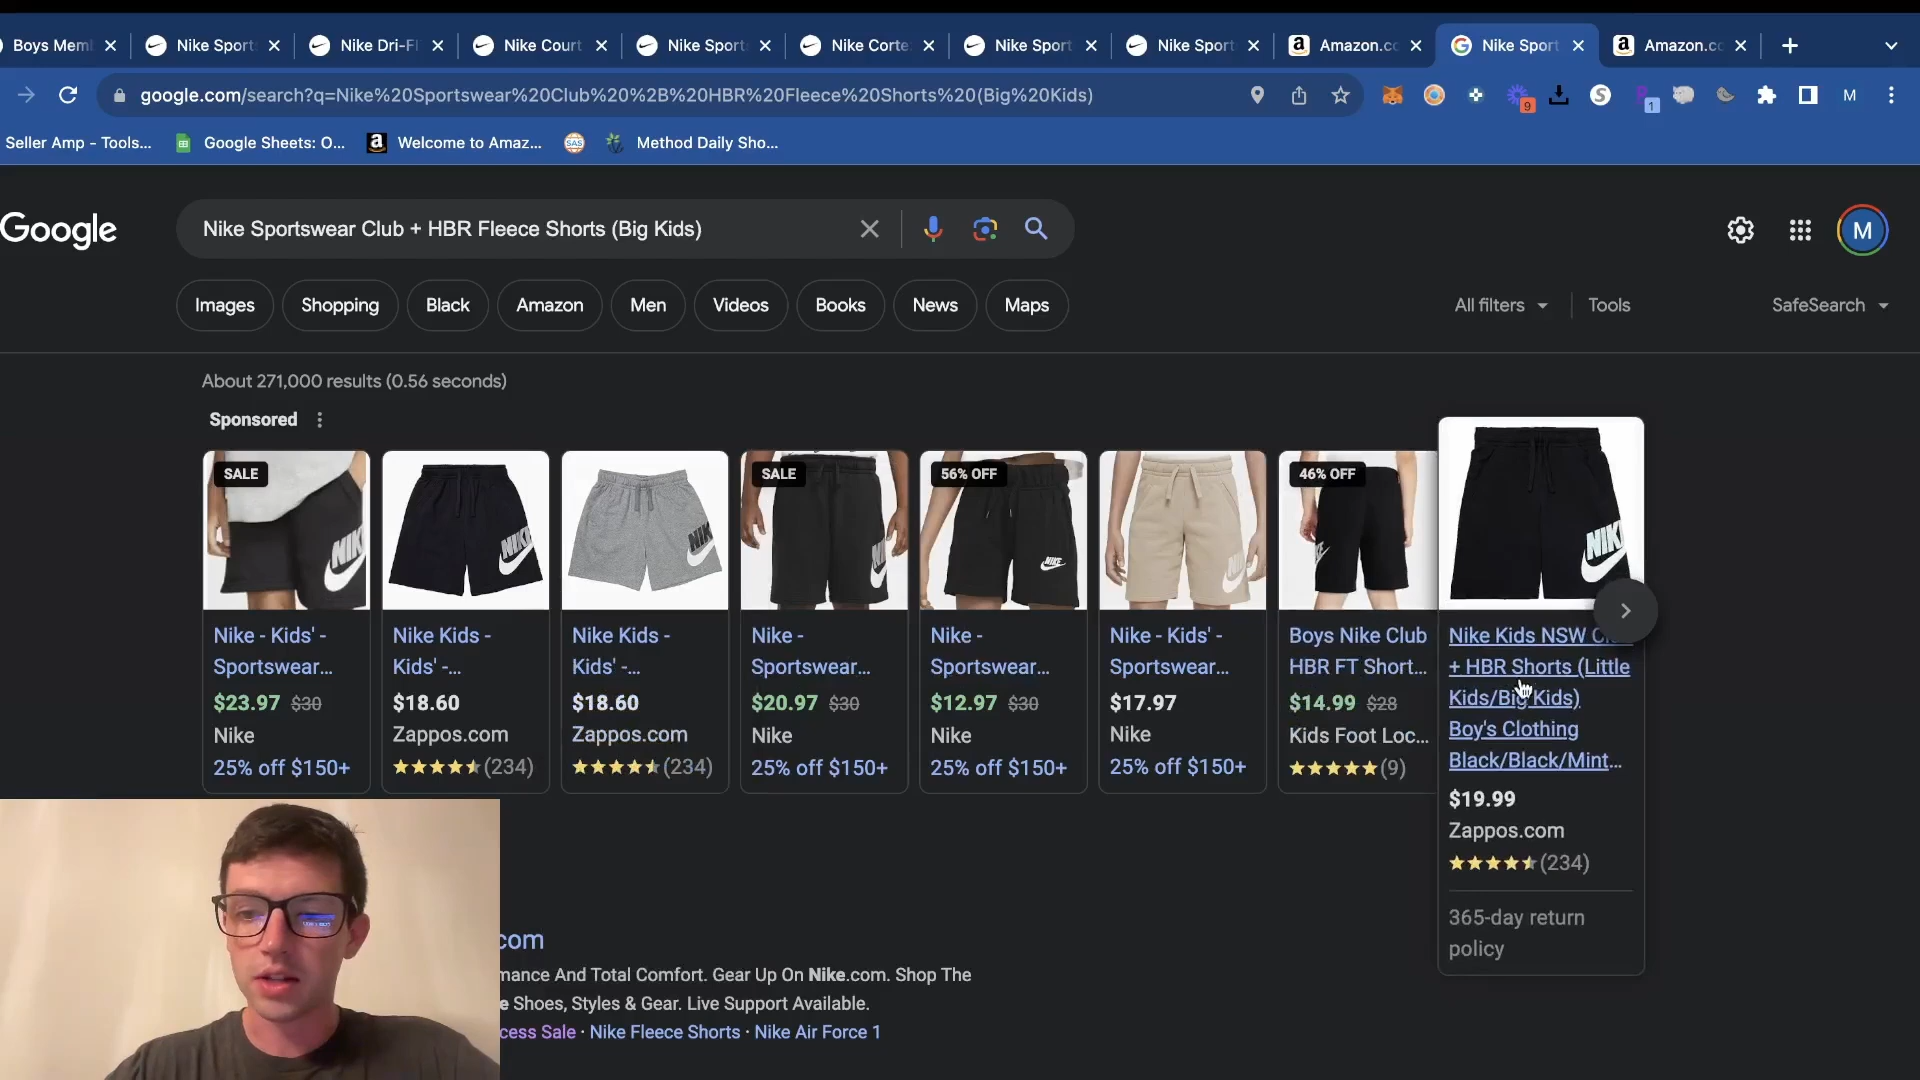 Boys Mem
Nike Sport
Nike Dri-F
Nike Court
Nike Sport
Nike Corte
Nike Sport
Nike Sport
Amazon.co
Nike Sport
Amazon.co
google.com/search?q=Nike%20Sportswear%20Club%20%2B%20HBR%20Fleece%20Shorts%20(Big%20Kids)
9
1
M
Seller Amp - Tools...
Google Sheets: O...
Welcome to Amaz...
SAS
Method Daily Sho...
Google
Nike Sportswear Club + HBR Fleece Shorts (Big Kids)
M
Images
Shopping
Black
Amazon
Men
Videos
Books
News
Maps
All filters
Tools
SafeSearch
About 271,000 results (0.56 seconds)
Sponsored
SALE
Nike - Kids' -
Sportswear...
$23.97 $30
Nike
25% off $150+
Nike Kids -
Kids' -...
$18.60
Zappos.com
(234)
Nike Kids -
Kids' -...
$18.60
Zappos.com
(234)
SALE
Nike -
Sportswear...
$20.97 $30
Nike
25% off $150+
56% OFF
Nike -
Sportswear...
$12.97 $30
Nike
25% off $150+
Nike - Kids' -
Sportswear...
$17.97
Nike
25% off $150+
46% OFF
Boys Nike Club
HBR FT Short...
$14.99 $28
Kids Foot Loc...
(9)
Nike Kids NSW
+ HBR Shorts (Little
Kids/Big Kids)
Boy's Clothing
Black/Black/Mint...
$19.99
Zappos.com
(234)
365-day return
policy
com
mance And Total Comfort. Gear Up On Nike.com. Shop The
e Shoes, Styles & Gear. Live Support Available.
cess Sale · Nike Fleece Shorts · Nike Air Force 1